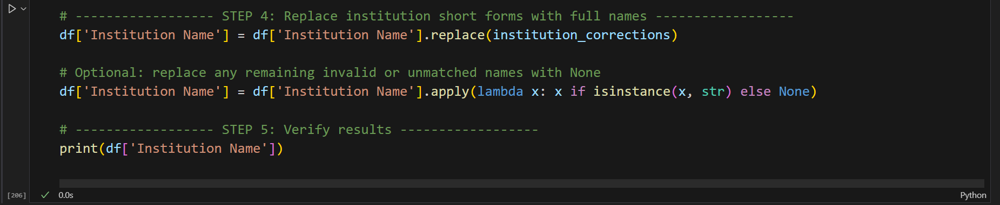 # ------------------ STEP 4: Replace institution short forms with full names ------------------
df['Institution Name'] = df['Institution Name'].replace(institution_corrections)
# Optional: replace any remaining invalid or unmatched names with None
df['Institution Name'] = df['Institution Name'].apply(lambda x: x if isinstance(x, str) else None)
# ------------------ STEP 5: Verify results ------------------
print(df['Institution Name'])
[206]
0.0s
Python